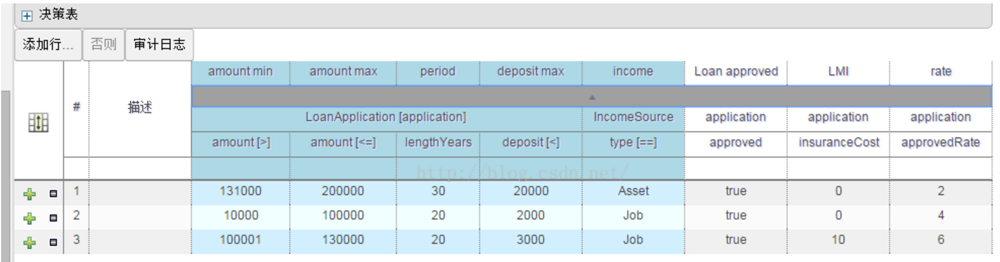 决策表
添加行... 否则 审计日志
amount min amount max period deposit max income Loan approved LMI rate
# 描述
LoanApplication [application] IncomeSource application application application
amount [>] amount [<=] lengthYears deposit [<] type [==] approved insuranceCost approvedRate
http://blog.csdn.net/
1 131000 200000 30 20000 Asset true 0 2
2 10000 100000 20 2000 Job true 0 4
3 100001 130000 20 3000 Job true 10 6